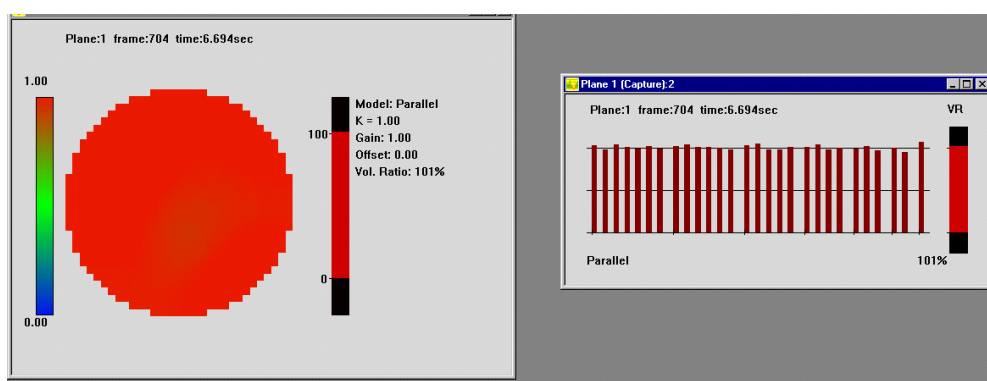 Plane:1 frame:704 time:6.694sec
1.00
0.00
100
0
Model: Parallel
K = 1.00
Gain: 1.00
Offset: 0.00
Vol. Ratio: 101%
Plane 1 (Capture):2
Plane:1 frame:704 time:6.694sec
VR
Parallel
101%